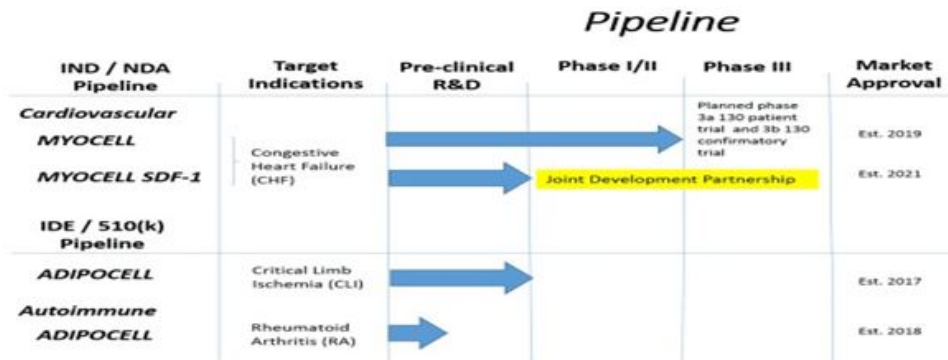 Pipeline
IND / NDA
Pipeline
Target
Indications
Pre-clinical
R&D
Phase I/II
Phase III
Market
Approval
Cardiovascular
MYOCELL
Congestive
Heart Failure
(CHF)
Planned phase
3a 130 patient
trial and 3b 130
confirmatory
trial
Est. 2019
MYOCELL SDF-1
Joint Development Partnership
Est. 2021
IDE / 510(k)
Pipeline
ADIPOCELL
Critical Limb
Ischemia (CLI)
Est. 2017
Autoimmune
ADIPOCELL
Rheumatoid
Arthritis (RA)
Est. 2018